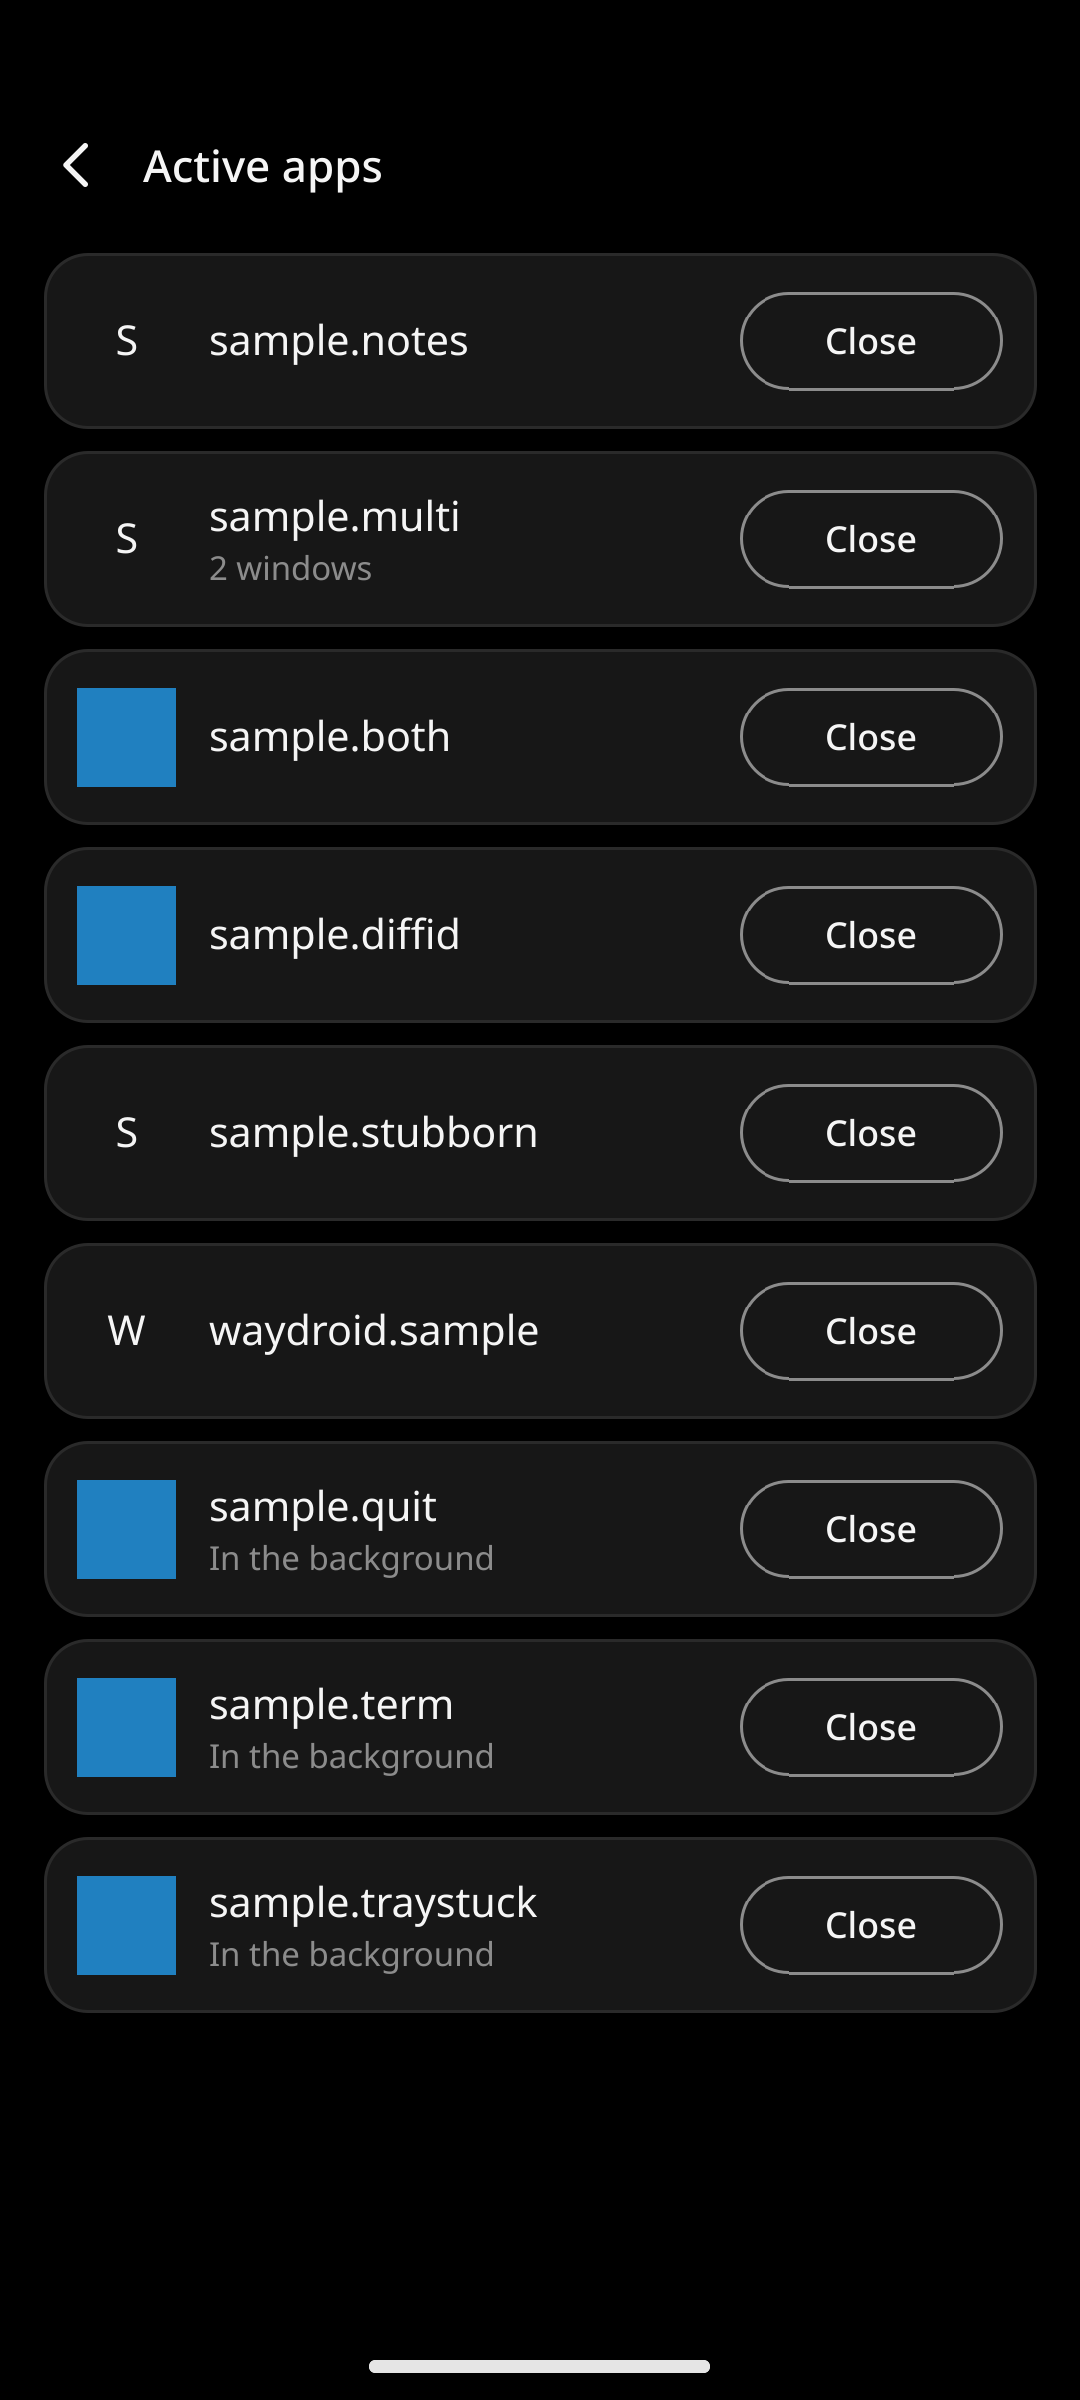 Active apps
S sample.notes Close
S sample.multi Close
2 windows
sample.both Close
sample.diffid Close
S sample.stubborn Close
W waydroid.sample Close
sample.quit Close
In the background
sample.term Close
In the background
sample.traystuck Close
In the background